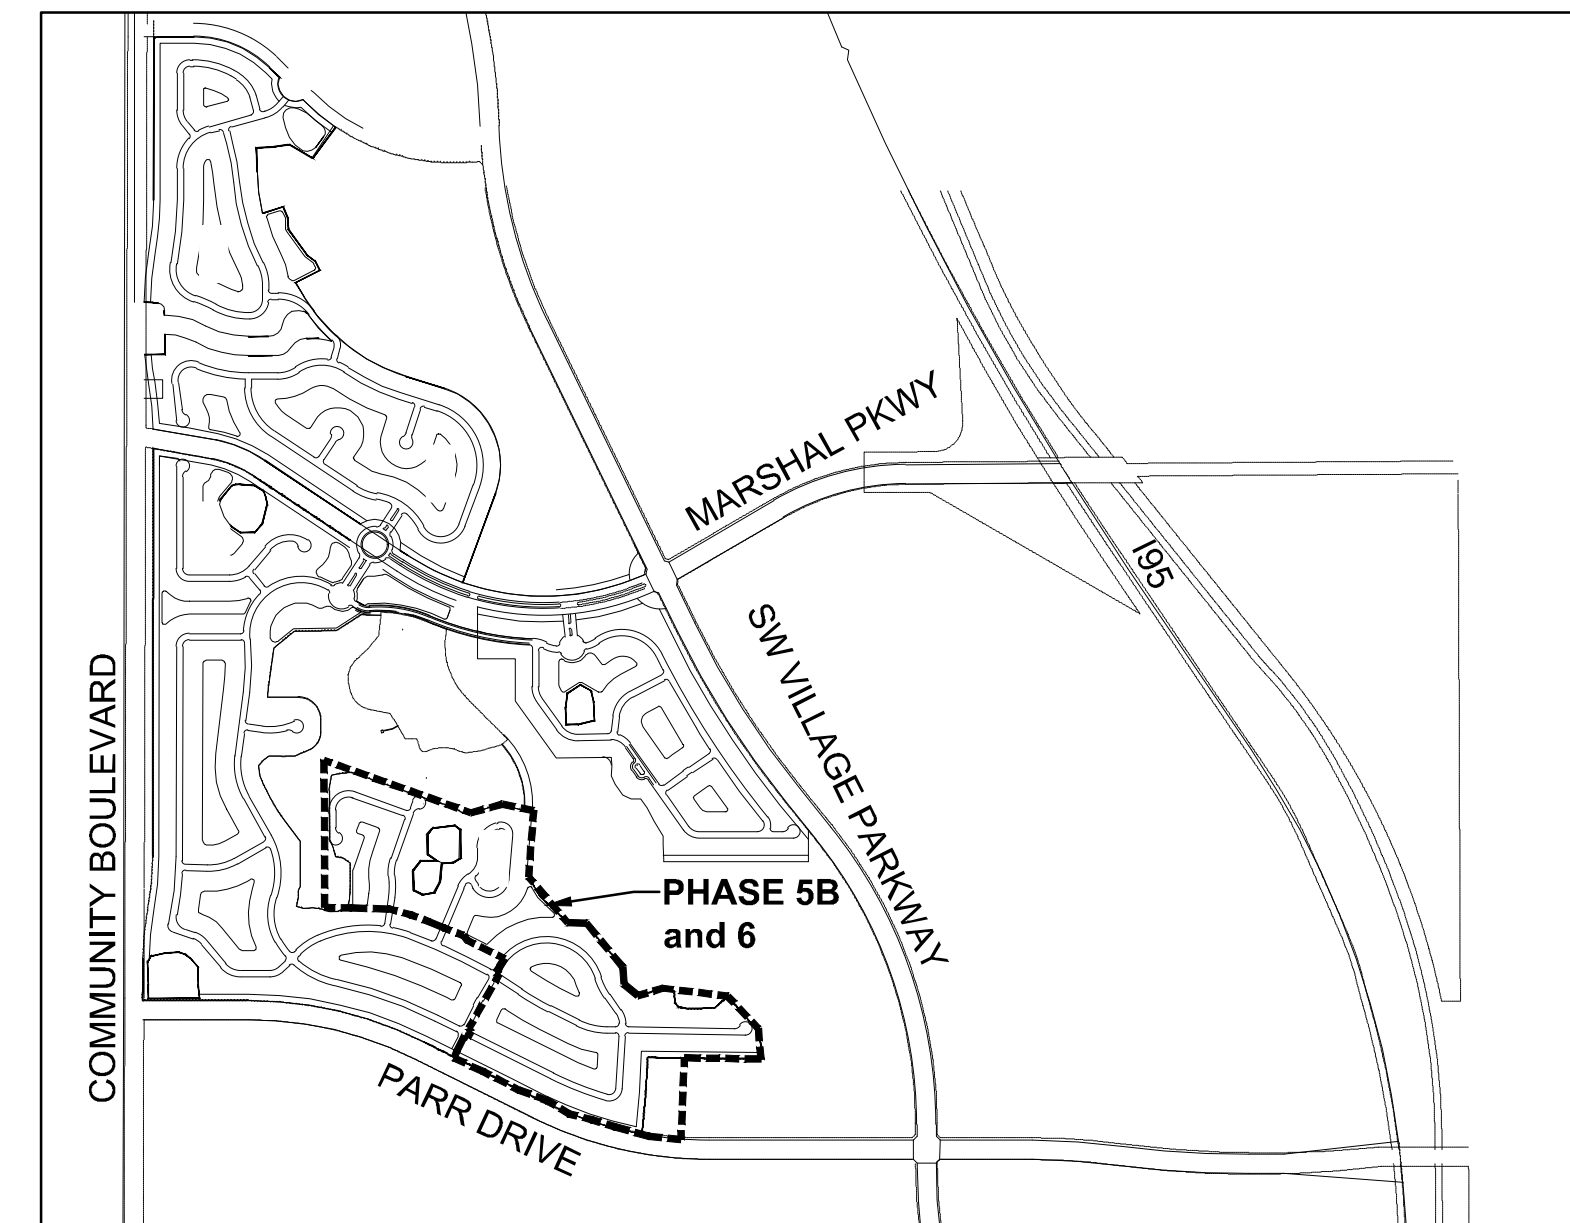 MARSHAL PKWY
I95
SW VILLAGE PARKWAY
COMMUNITY BOULEVARD
PHASE 5B
and 6
PARR DRIVE